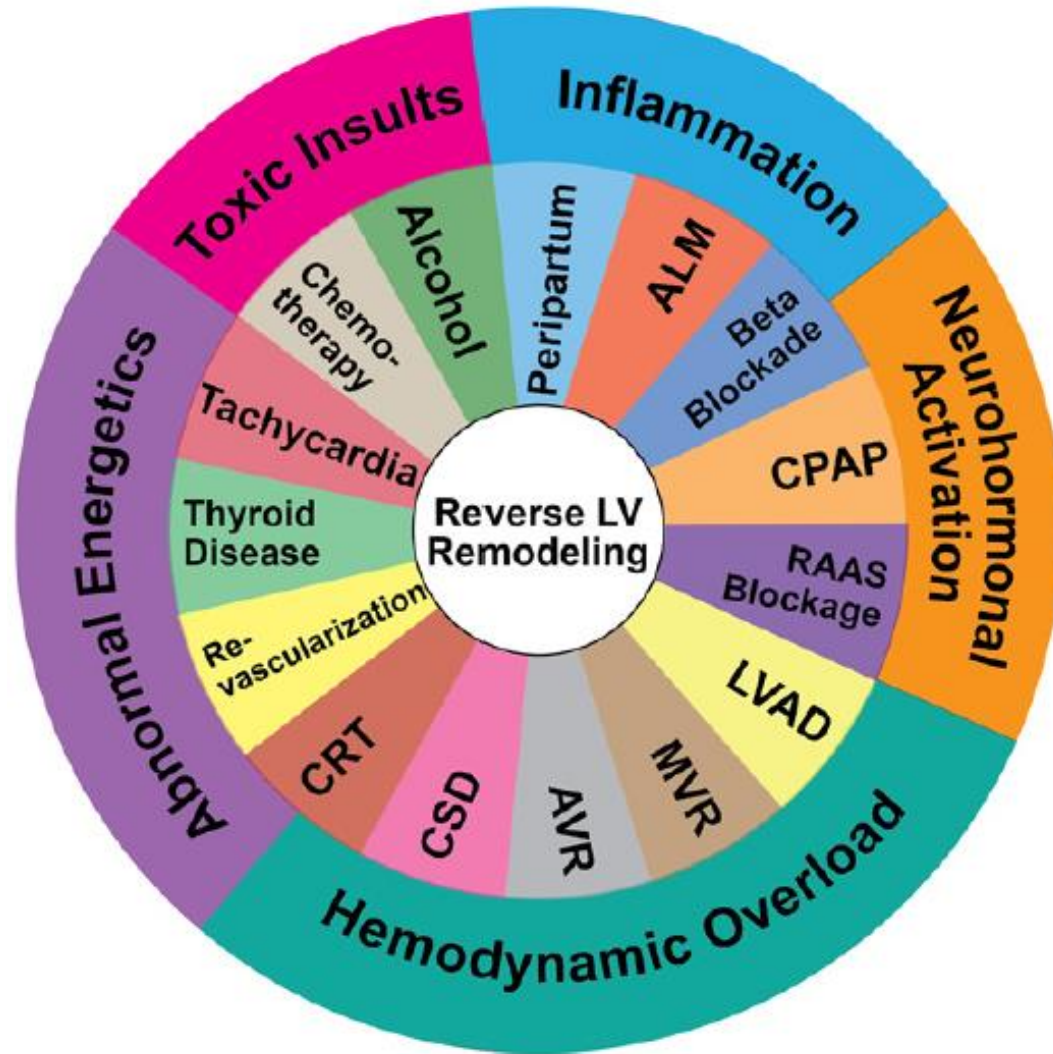 Toxic Insults
Inflammation
Neurohormonal
Activation
Hemodynamic Overload
Abnormal Energetics
Alcohol
Peripartum
ALM
Beta
Blockade
CPAP
RAAS
Blockage
LVAD
MVR
AVR
CSD
CRT
Re-
vascularization
Thyroid
Disease
Tachycardia
Chemo-
therapy
Reverse LV
Remodeling